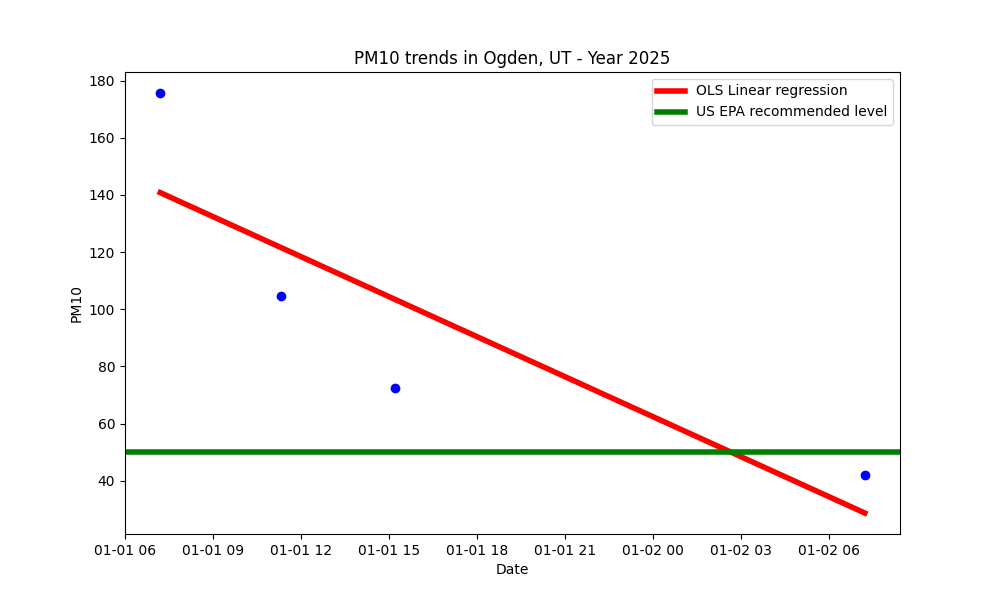 PM10 trends in Ogden, UT - Year 2025
OLS Linear regression
US EPA recommended level
180
160
140
120
100
80
60
40
PM10
01-01 06 01-01 09 01-01 12 01-01 15 01-01 18 01-01 21 01-02 00 01-02 03 01-02 06
Date